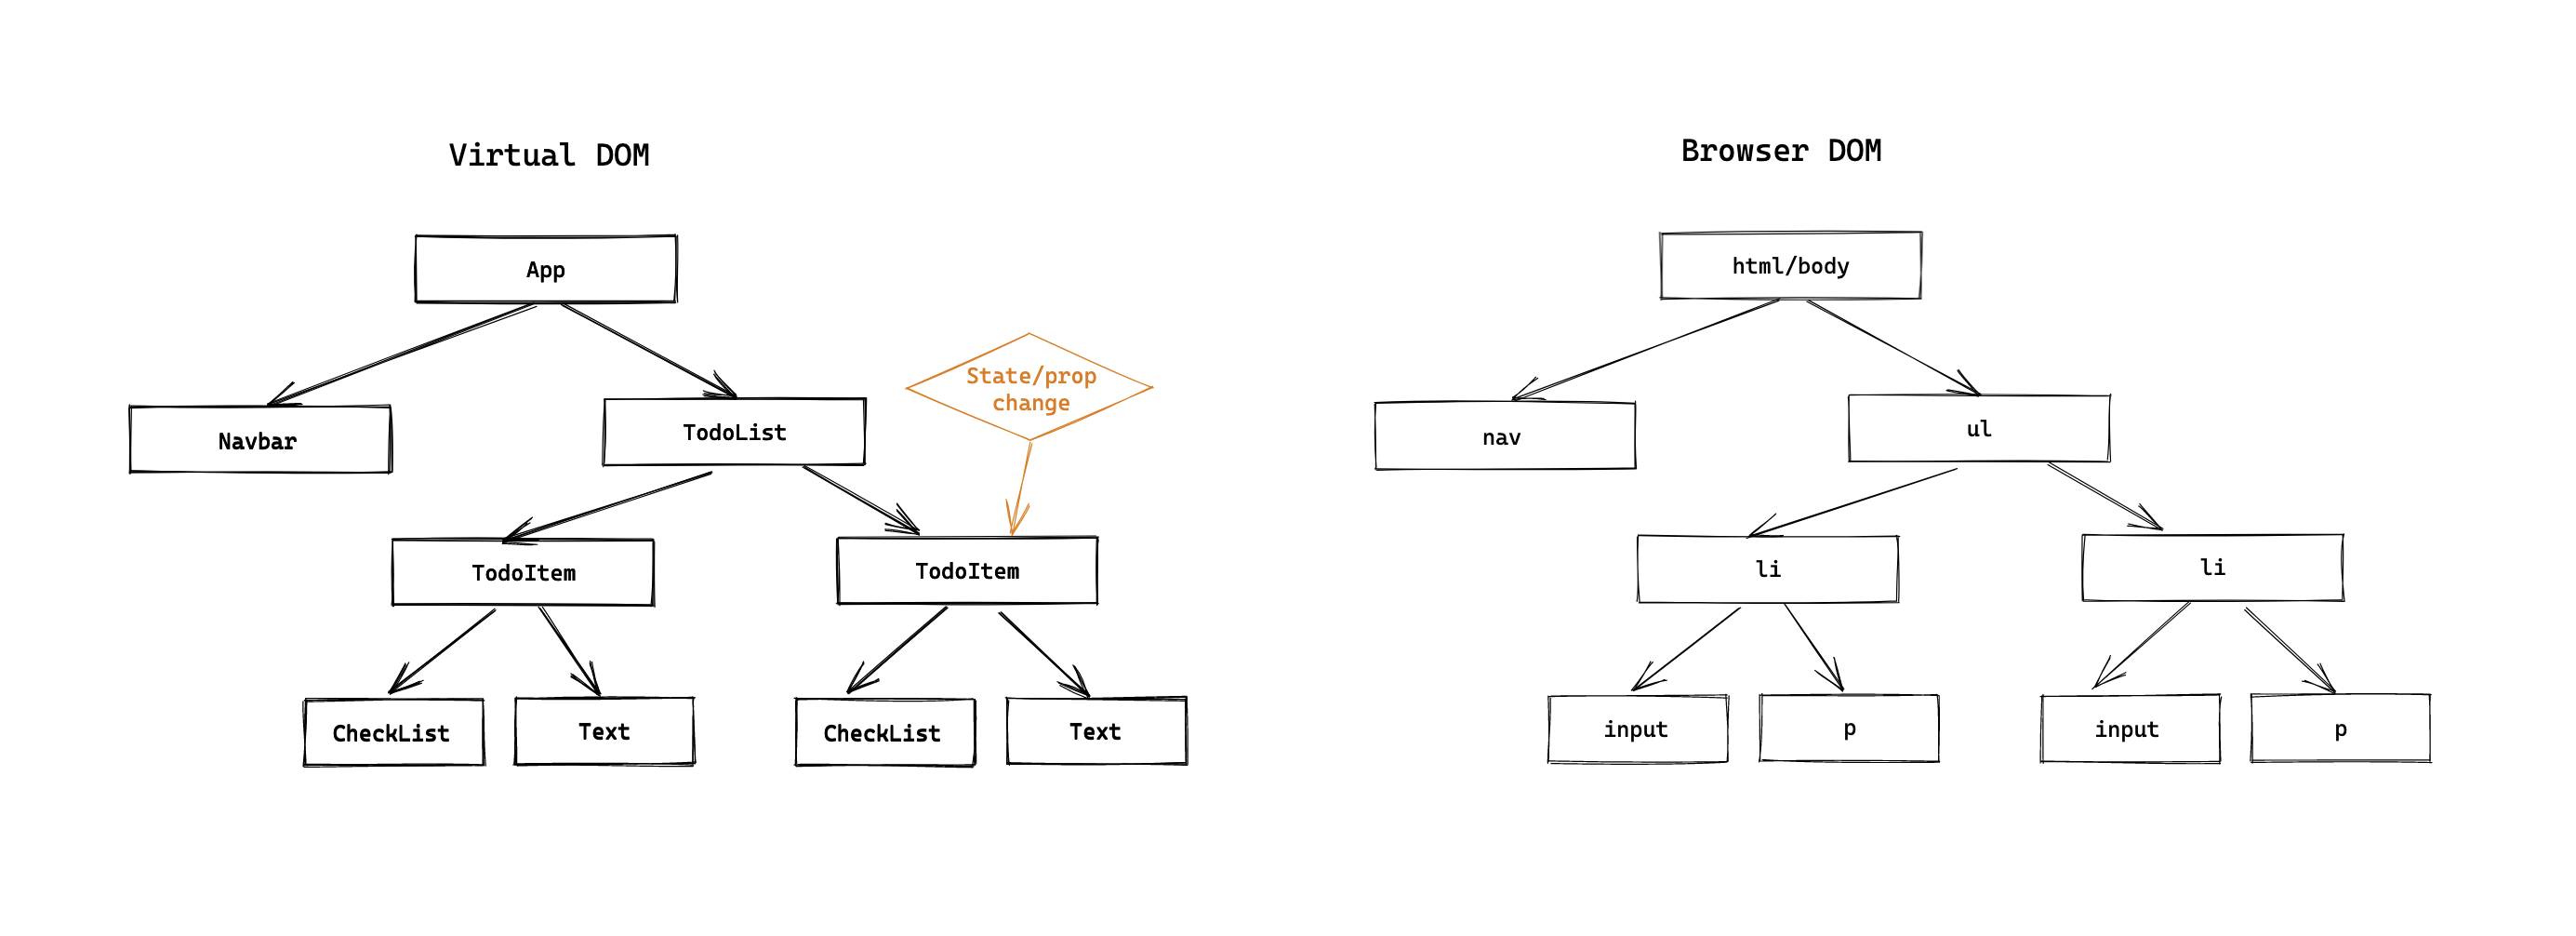 Virtual DOM
App
Navbar
TodoList
State/prop
change
TodoItem
TodoItem
CheckList
Text
CheckList
Text
Browser DOM
html/body
nav
ul
li
li
input
p
input
p